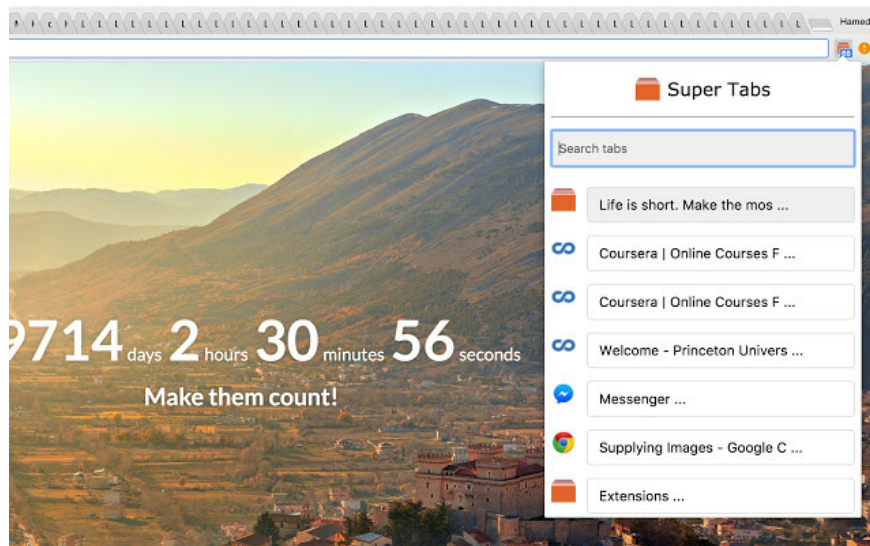 Hamed
Super Tabs
Search tabs
Life is short. Make the mos ...
Coursera | Online Courses F ...
Coursera | Online Courses F ...
Welcome - Princeton Univers ...
Messenger ...
Supplying Images - Google C ...
Extensions ...
9714 days 2 hours 30 minutes 56 seconds
Make them count!